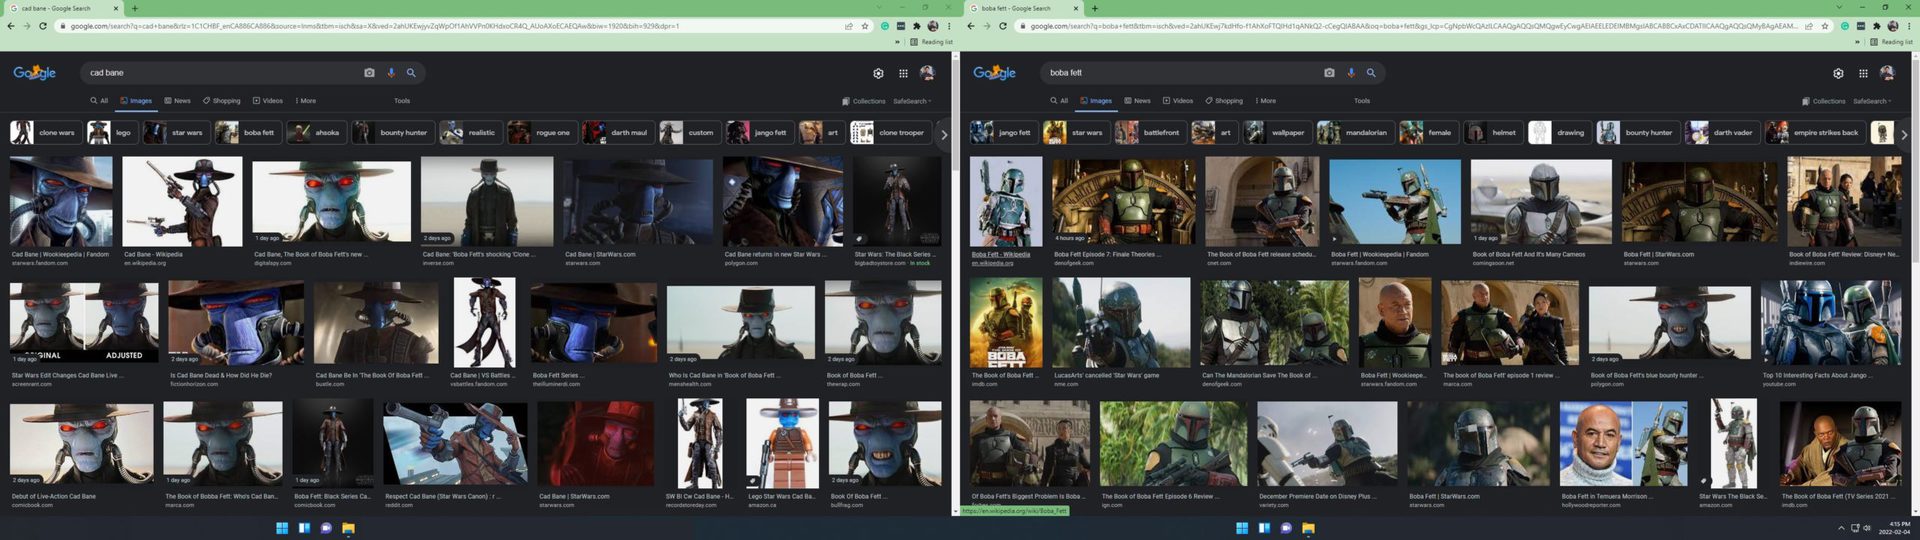 cad bane - Google Search
google.com/search?q=cad+bane&rlz=1C1CHBF_enCA886CA886&source=lnms&tbm=isch&sa=X&ved=2ahUKEwjyvZqWpOf1AhVVPn0KHdxoCR4Q_AUoAXoECAEQAw&biw=1920&bih=929&dpr=1
Reading list
Google
cad bane
All Images News Shopping Videos More Tools
Collections SafeSearch
clone wars lego star wars boba fett ahsoka bounty hunter realistic rogue one darth maul custom jango fett art clone trooper
1 day ago 2 days ago
Cad Bane | Wookieepedia | Fandom Cad Bane - Wikipedia Cad Bane, The Book of Boba Fett's new ... Cad Bane: 'Boba Fett's shocking 'Clone ... Cad Bane | StarWars.com Cad Bane returns in new Star Wars ... Star Wars: The Black Series ...
starwars.fandom.com en.wikipedia.org digitalspy.com inverse.com starwars.com polygon.com bigbadtoystore.com · In stock
ORIGINAL ADJUSTED
1 day ago 2 days ago 2 days ago 2 days ago
Star Wars Edit Changes Cad Bane Live ... Is Cad Bane Dead & How Did He Die? Cad Bane Be In 'The Book Of Boba Fett ... Cad Bane | VS Battles ... Boba Fett Series ... Who Is Cad Bane in 'Book of Boba Fett ... Book of Boba Fett ...
screenrant.com fictionhorizon.com bustle.com vsbattles.fandom.com theilluminerdi.com menshealth.com thewrap.com
2 days ago 2 days ago 1 day ago 2 days ago
Debut of Live-Action Cad Bane The Book of Bobba Fett: Who's Cad Ban... Boba Fett: Black Series Ca... Respect Cad Bane (Star Wars Canon) : r ... Cad Bane | StarWars.com SW Bl Cw Cad Bane - H... Lego Star Wars Cad Ba... Book Of Boba Fett ...
comicbook.com marca.com comicbook.com reddit.com starwars.com recordstoreday.com amazon.ca bullfrag.com
boba fett - Google Search
Reading list
Google
boba fett
All Images News Videos Shopping More Tools
Collections SafeSearch
jango fett star wars battlefront art wallpaper mandalorian female helmet drawing bounty hunter darth vader empire strikes back
4 hours ago 1 day ago
Boba Fett - Wikipedia Boba Fett Episode 7: Finale Theories ... The Book of Boba Fett release schedu... Boba Fett | Wookieepedia | Fandom Book of Boba Fett And It's Many Cameos Boba Fett | StarWars.com Book of Boba Fett' Review: Disney+ Ne...
en.wikipedia.org denofgeek.com cnet.com starwars.fandom.com comingsoon.net starwars.com indiewire.com
BOBA
FETT
2 days ago
The Book of Boba Fett ... LucasArts' cancelled 'Star Wars' game Can The Mandalorian Save The Book of ... Boba Fett | Wookieepe... The book of Boba Fett' episode 1 review ... Book of Boba Fett's blue bounty hunter ... Top 10 Interesting Facts About Jango ...
imdb.com nme.com denofgeek.com starwars.fandom.com marca.com polygon.com youtube.com
Of Boba Fett's Biggest Problem Is Boba ... The Book of Boba Fett Episode 6 Review ... December Premiere Date on Disney Plus ... Boba Fett | StarWars.com Boba Fett in Temuera Morrison ... Star Wars The Black Se... The Book of Boba Fett (TV Series 2021 ...
ign.com variety.com starwars.com hollywoodreporter.com amazon.com imdb.com
https://en.wikipedia.org/wiki/Boba_Fett
4:15 PM
2022-02-04